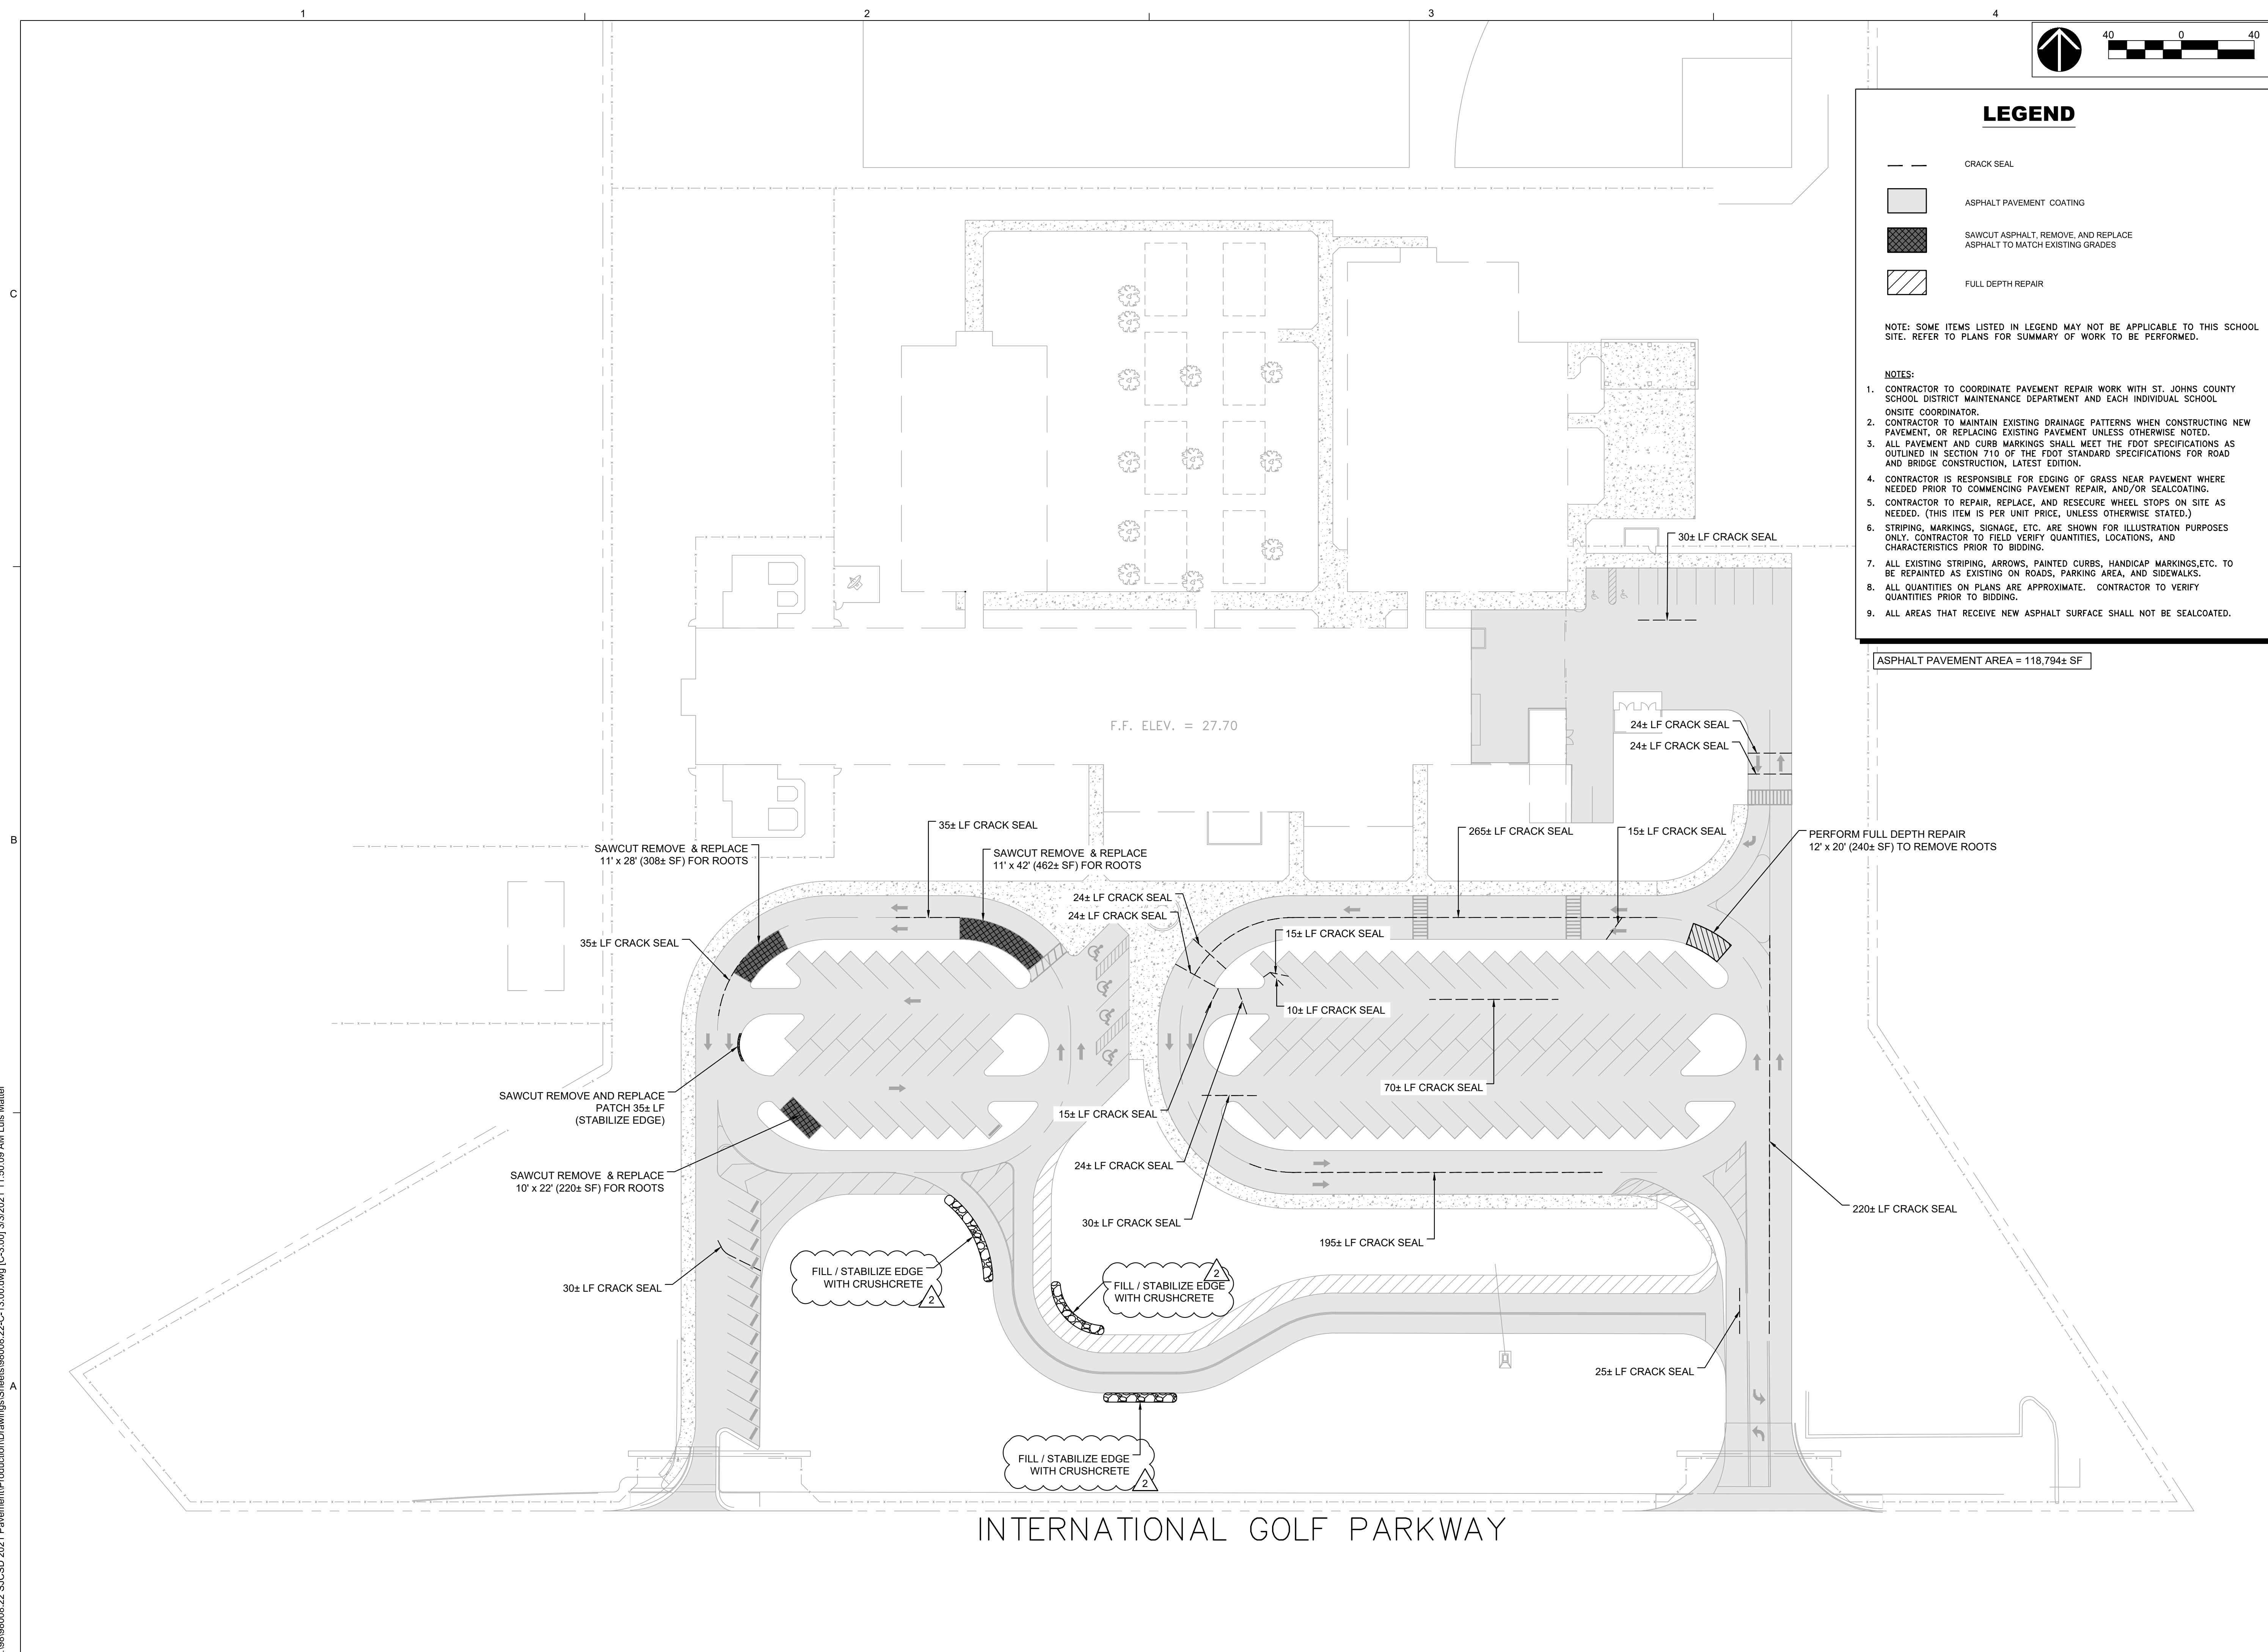 1
2
3
4
40 0 40
LEGEND
CRACK SEAL
ASPHALT PAVEMENT COATING
SAWCUT ASPHALT, REMOVE, AND REPLACE
ASPHALT TO MATCH EXISTING GRADES
FULL DEPTH REPAIR
NOTE: SOME ITEMS LISTED IN LEGEND MAY NOT BE APPLICABLE TO THIS SCHOOL
SITE. REFER TO PLANS FOR SUMMARY OF WORK TO BE PERFORMED.
NOTES:
1. CONTRACTOR TO COORDINATE PAVEMENT REPAIR WORK WITH ST. JOHNS COUNTY
SCHOOL DISTRICT MAINTENANCE DEPARTMENT AND EACH INDIVIDUAL SCHOOL
ONSITE COORDINATOR.
2. CONTRACTOR TO MAINTAIN EXISTING DRAINAGE PATTERNS WHEN CONSTRUCTING NEW
PAVEMENT, OR REPLACING EXISTING PAVEMENT UNLESS OTHERWISE NOTED.
3. ALL PAVEMENT AND CURB MARKINGS SHALL MEET THE FDOT SPECIFICATIONS AS
OUTLINED IN SECTION 710 OF THE FDOT STANDARD SPECIFICATIONS FOR ROAD
AND BRIDGE CONSTRUCTION, LATEST EDITION.
4. CONTRACTOR IS RESPONSIBLE FOR EDGING OF GRASS NEAR PAVEMENT WHERE
NEEDED PRIOR TO COMMENCING PAVEMENT REPAIR, AND/OR SEALCOATING.
5. CONTRACTOR TO REPAIR, REPLACE, AND RESECURE WHEEL STOPS ON SITE AS
NEEDED. (THIS ITEM IS PER UNIT PRICE, UNLESS OTHERWISE STATED.)
6. STRIPING, MARKINGS, SIGNAGE, ETC. ARE SHOWN FOR ILLUSTRATION PURPOSES
ONLY. CONTRACTOR TO FIELD VERIFY QUANTITIES, LOCATIONS, AND
CHARACTERISTICS PRIOR TO BIDDING.
7. ALL EXISTING STRIPING, ARROWS, PAINTED CURBS, HANDICAP MARKINGS,ETC. TO
BE REPAINTED AS EXISTING ON ROADS, PARKING AREA, AND SIDEWALKS.
8. ALL QUANTITIES ON PLANS ARE APPROXIMATE. CONTRACTOR TO VERIFY
QUANTITIES PRIOR TO BIDDING.
9. ALL AREAS THAT RECEIVE NEW ASPHALT SURFACE SHALL NOT BE SEALCOATED.
ASPHALT PAVEMENT AREA = 118,794± SF
C
B
A
30± LF CRACK SEAL
F.F. ELEV. = 27.70
24± LF CRACK SEAL
24± LF CRACK SEAL
35± LF CRACK SEAL
265± LF CRACK SEAL
15± LF CRACK SEAL
PERFORM FULL DEPTH REPAIR
12' x 20' (240± SF) TO REMOVE ROOTS
SAWCUT REMOVE & REPLACE
11' x 28' (308± SF) FOR ROOTS
SAWCUT REMOVE & REPLACE
11' x 42' (462± SF) FOR ROOTS
24± LF CRACK SEAL
24± LF CRACK SEAL
15± LF CRACK SEAL
35± LF CRACK SEAL
10± LF CRACK SEAL
70± LF CRACK SEAL
SAWCUT REMOVE AND REPLACE
PATCH 35± LF
(STABILIZE EDGE)
15± LF CRACK SEAL
24± LF CRACK SEAL
SAWCUT REMOVE & REPLACE
10' x 22' (220± SF) FOR ROOTS
30± LF CRACK SEAL
195± LF CRACK SEAL
220± LF CRACK SEAL
30± LF CRACK SEAL
FILL / STABILIZE EDGE
WITH CRUSHCRETE
2
FILL / STABILIZE EDGE
WITH CRUSHCRETE
2
25± LF CRACK SEAL
FILL / STABILIZE EDGE
WITH CRUSHCRETE
2
INTERNATIONAL GOLF PARKWAY